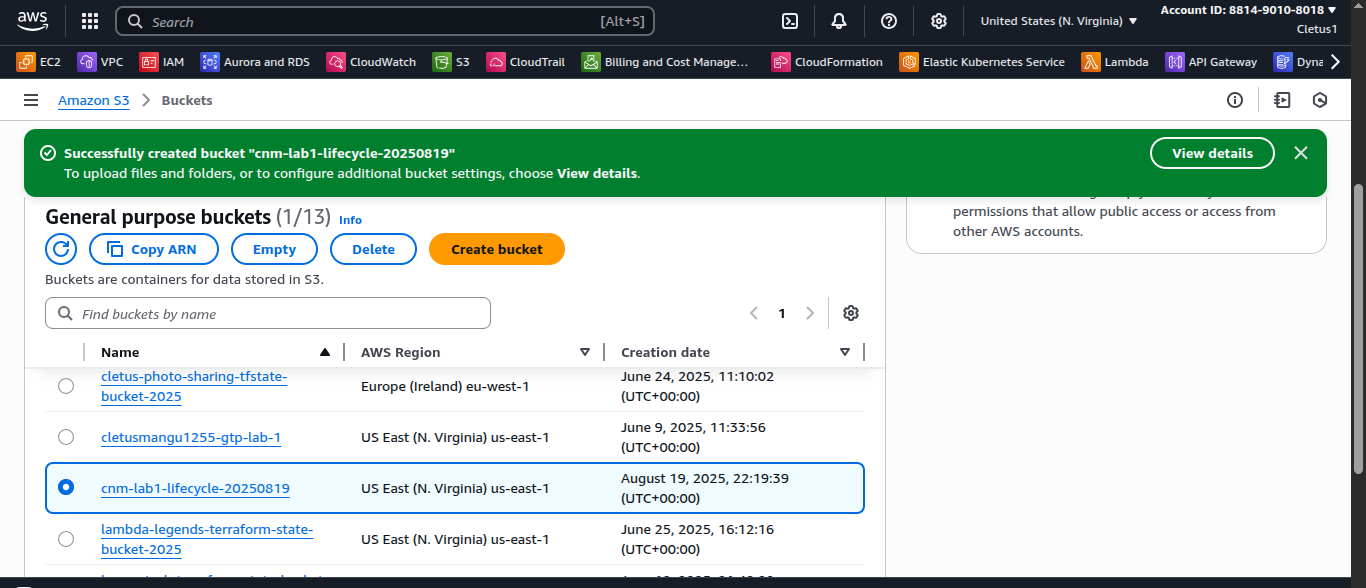 aws
Search
[Alt+S]
United States (N. Virginia)
Account ID: 8814-9010-8018
Cletus1
EC2
VPC
IAM
Aurora and RDS
CloudWatch
S3
CloudTrail
Billing and Cost Manage...
CloudFormation
Elastic Kubernetes Service
Lambda
API Gateway
Dyna
Amazon S3
Buckets
Successfully created bucket "cnm-lab1-lifecycle-20250819"
To upload files and folders, or to configure additional bucket settings, choose View details.
View details
permissions that allow public access or access from
other AWS accounts.
General purpose buckets (1/13)
Info
Copy ARN
Empty
Delete
Create bucket
Buckets are containers for data stored in S3.
Find buckets by name
1
Name
AWS Region
Creation date
cletus-photo-sharing-tfstate-
bucket-2025
Europe (Ireland) eu-west-1
June 24, 2025, 11:10:02
(UTC+00:00)
cletusmangu1255-gtp-lab-1
US East (N. Virginia) us-east-1
June 9, 2025, 11:33:56
(UTC+00:00)
cnm-lab1-lifecycle-20250819
US East (N. Virginia) us-east-1
August 19, 2025, 22:19:39
(UTC+00:00)
lambda-legends-terraform-state-
bucket-2025
US East (N. Virginia) us-east-1
June 25, 2025, 16:12:16
(UTC+00:00)